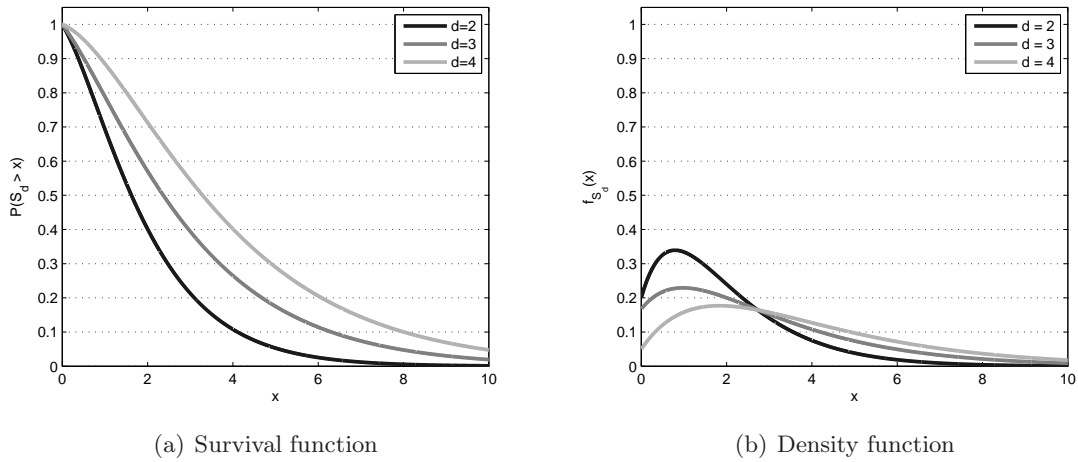 1
0.9
0.8
0.7
0.6
0.5
0.4
0.3
0.2
0.1
0
P(S_d > x)
d=2
d=3
d=4
0 2 4 6 8 10
x
(a) Survival function
1
0.9
0.8
0.7
0.6
0.5
0.4
0.3
0.2
0.1
0
f_{S_d}(x)
d = 2
d = 3
d = 4
0 2 4 6 8 10
x
(b) Density function